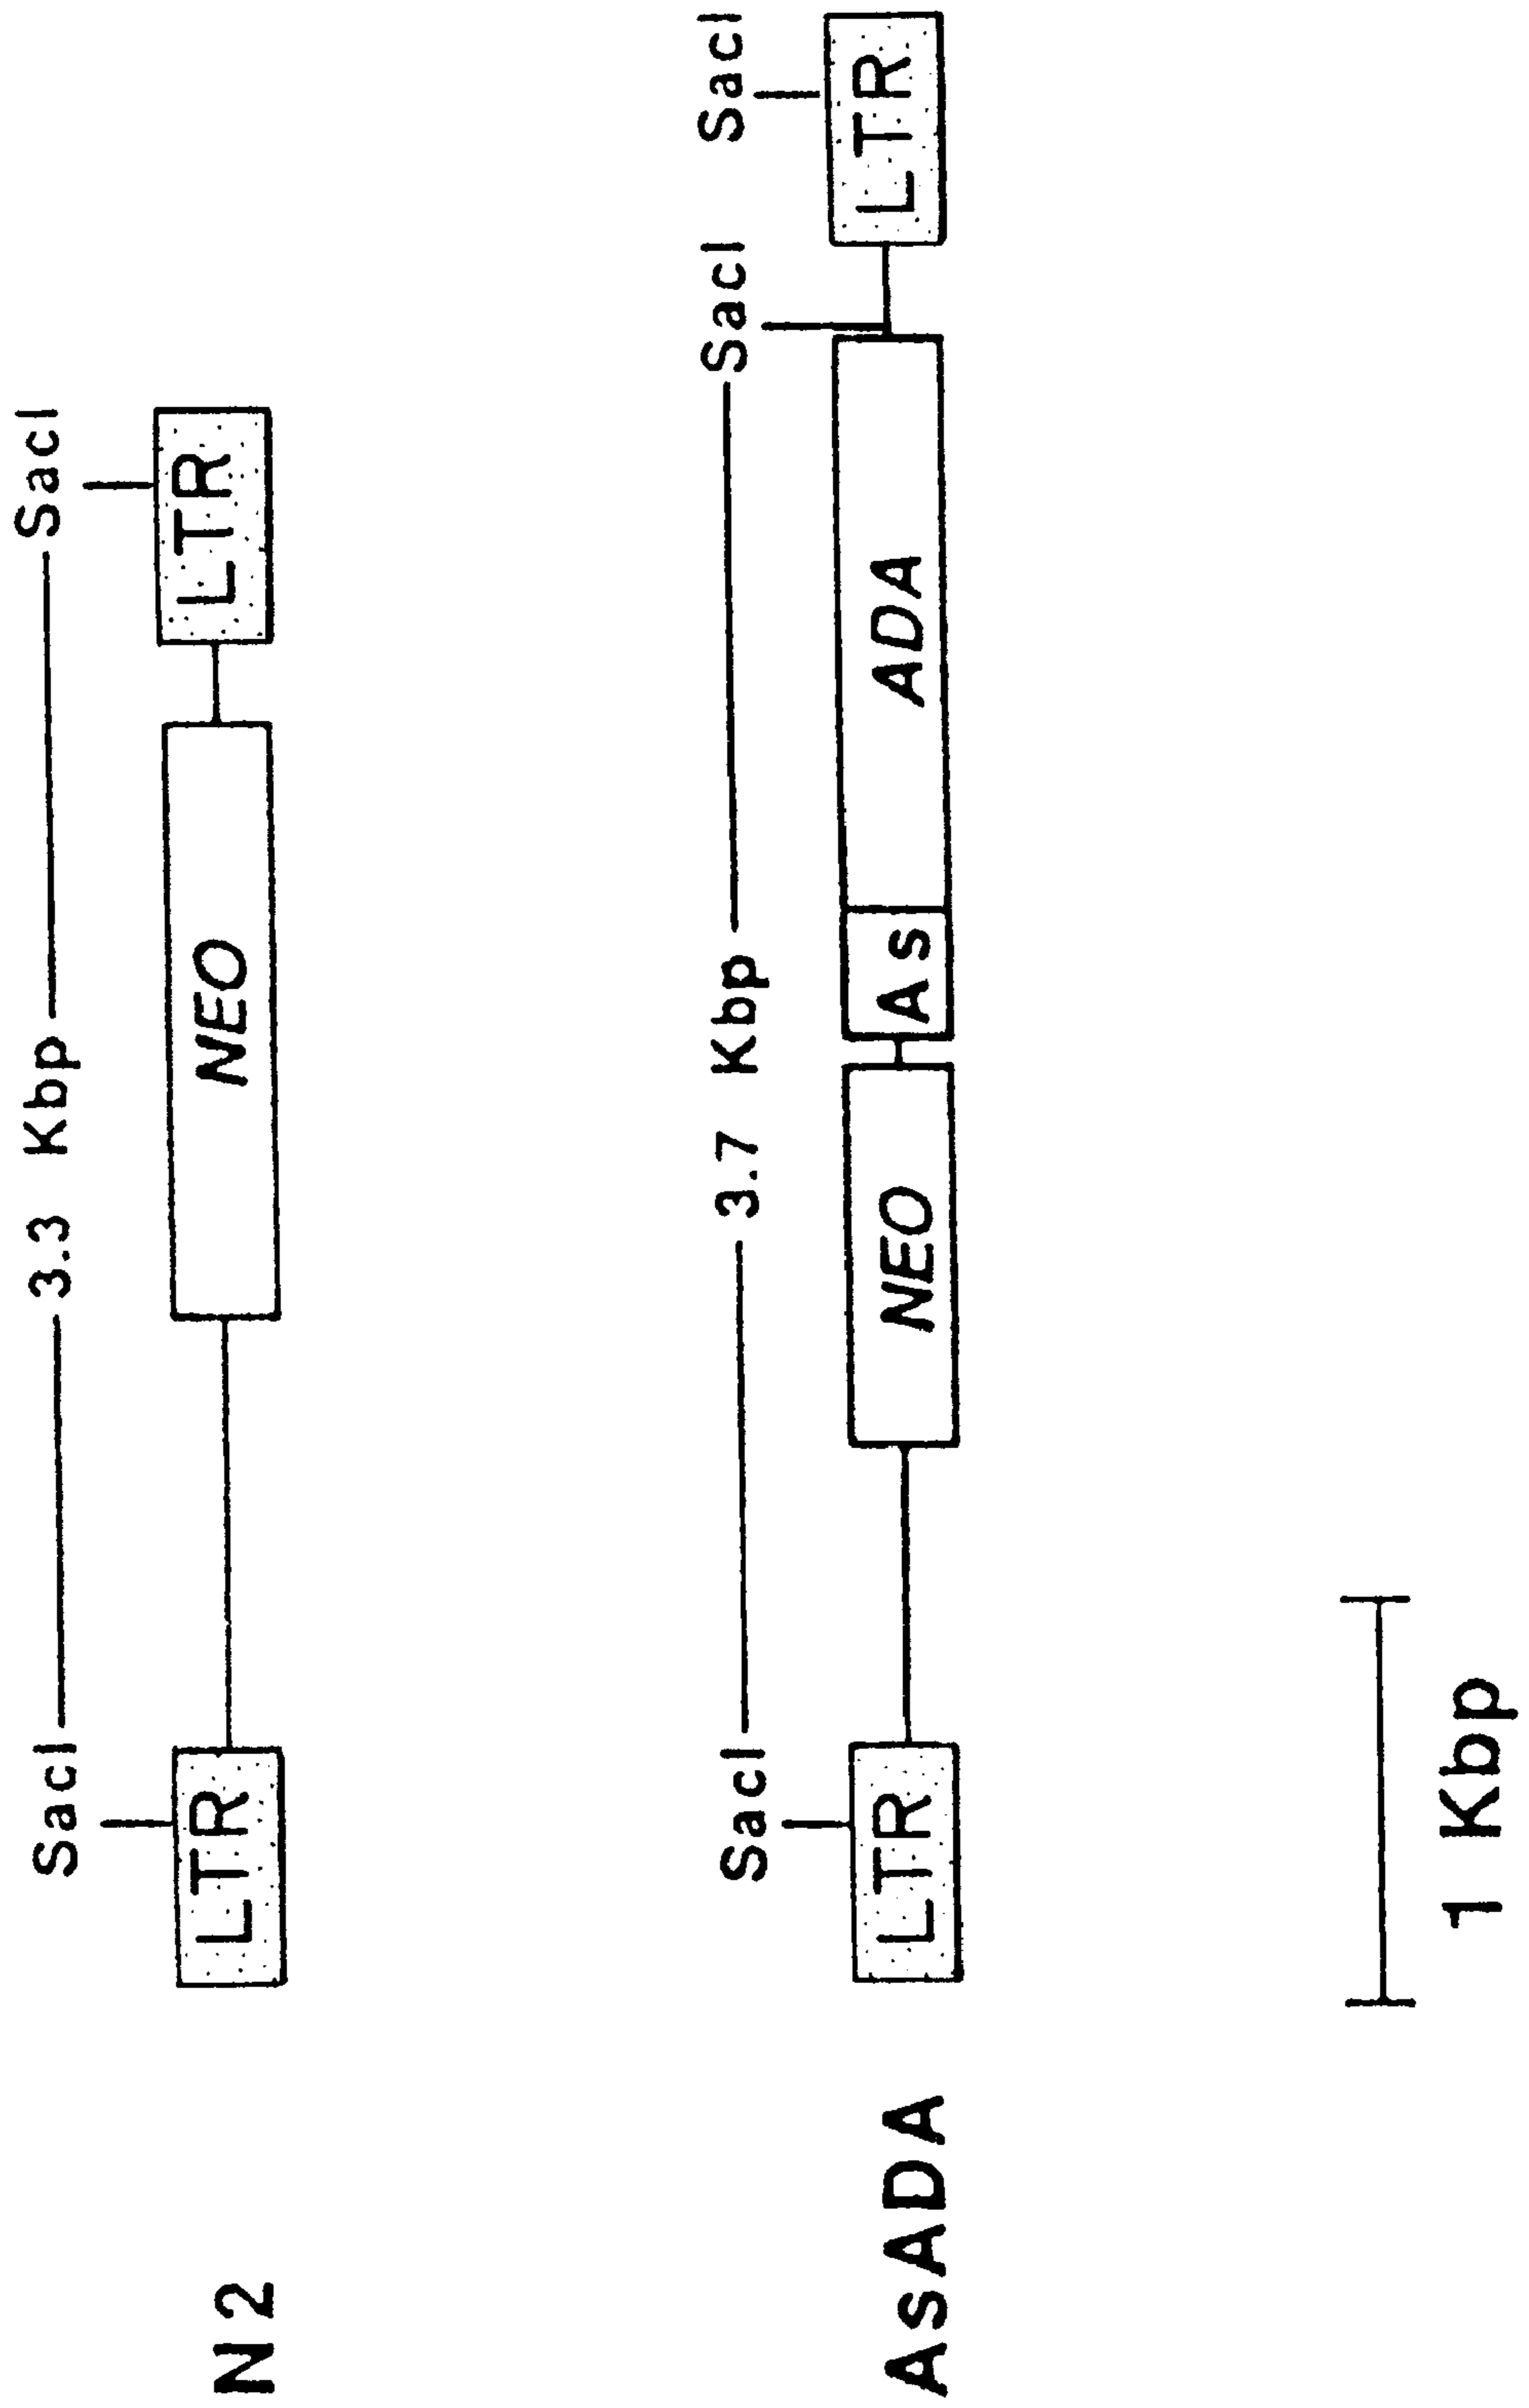 SacI 3.3 Kbp SacI
N2 LTR NEO LTR
SacI 3.7 Kbp SacI SacI
AsADA LTR NEO As ADA LTR
1 Kbp